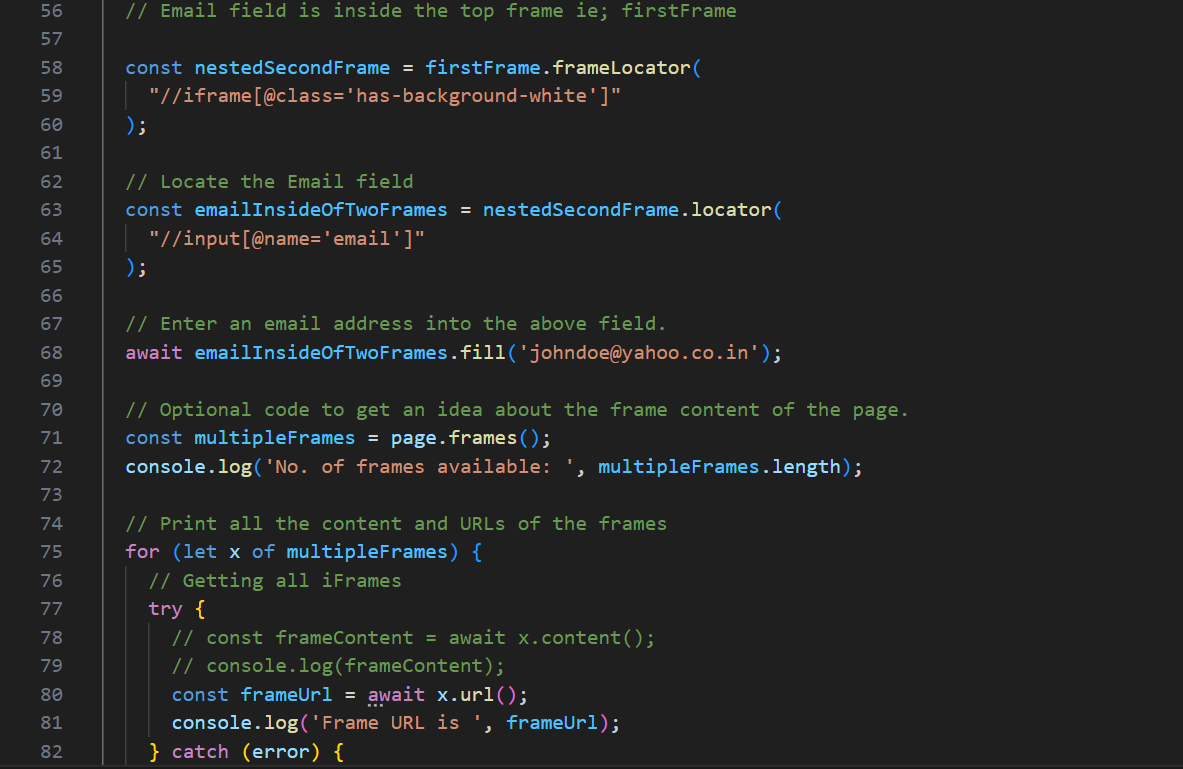 56 // Email field is inside the top frame ie; firstFrame
57
58 const nestedSecondFrame = firstFrame.frameLocator(
59 "//iframe[@class='has-background-white']"
60 );
61
62 // Locate the Email field
63 const emailInsideOfTwoFrames = nestedSecondFrame.locator(
64 "//input[@name='email']"
65 );
66
67 // Enter an email address into the above field.
68 await emailInsideOfTwoFrames.fill('johndoe@yahoo.co.in');
69
70 // Optional code to get an idea about the frame content of the page.
71 const multipleFrames = page.frames();
72 console.log('No. of frames available: ', multipleFrames.length);
73
74 // Print all the content and URLs of the frames
75 for (let x of multipleFrames) {
76 // Getting all iFrames
77 try {
78 // const frameContent = await x.content();
79 // console.log(frameContent);
80 const frameUrl = await x.url();
81 console.log('Frame URL is ', frameUrl);
82 } catch (error) {